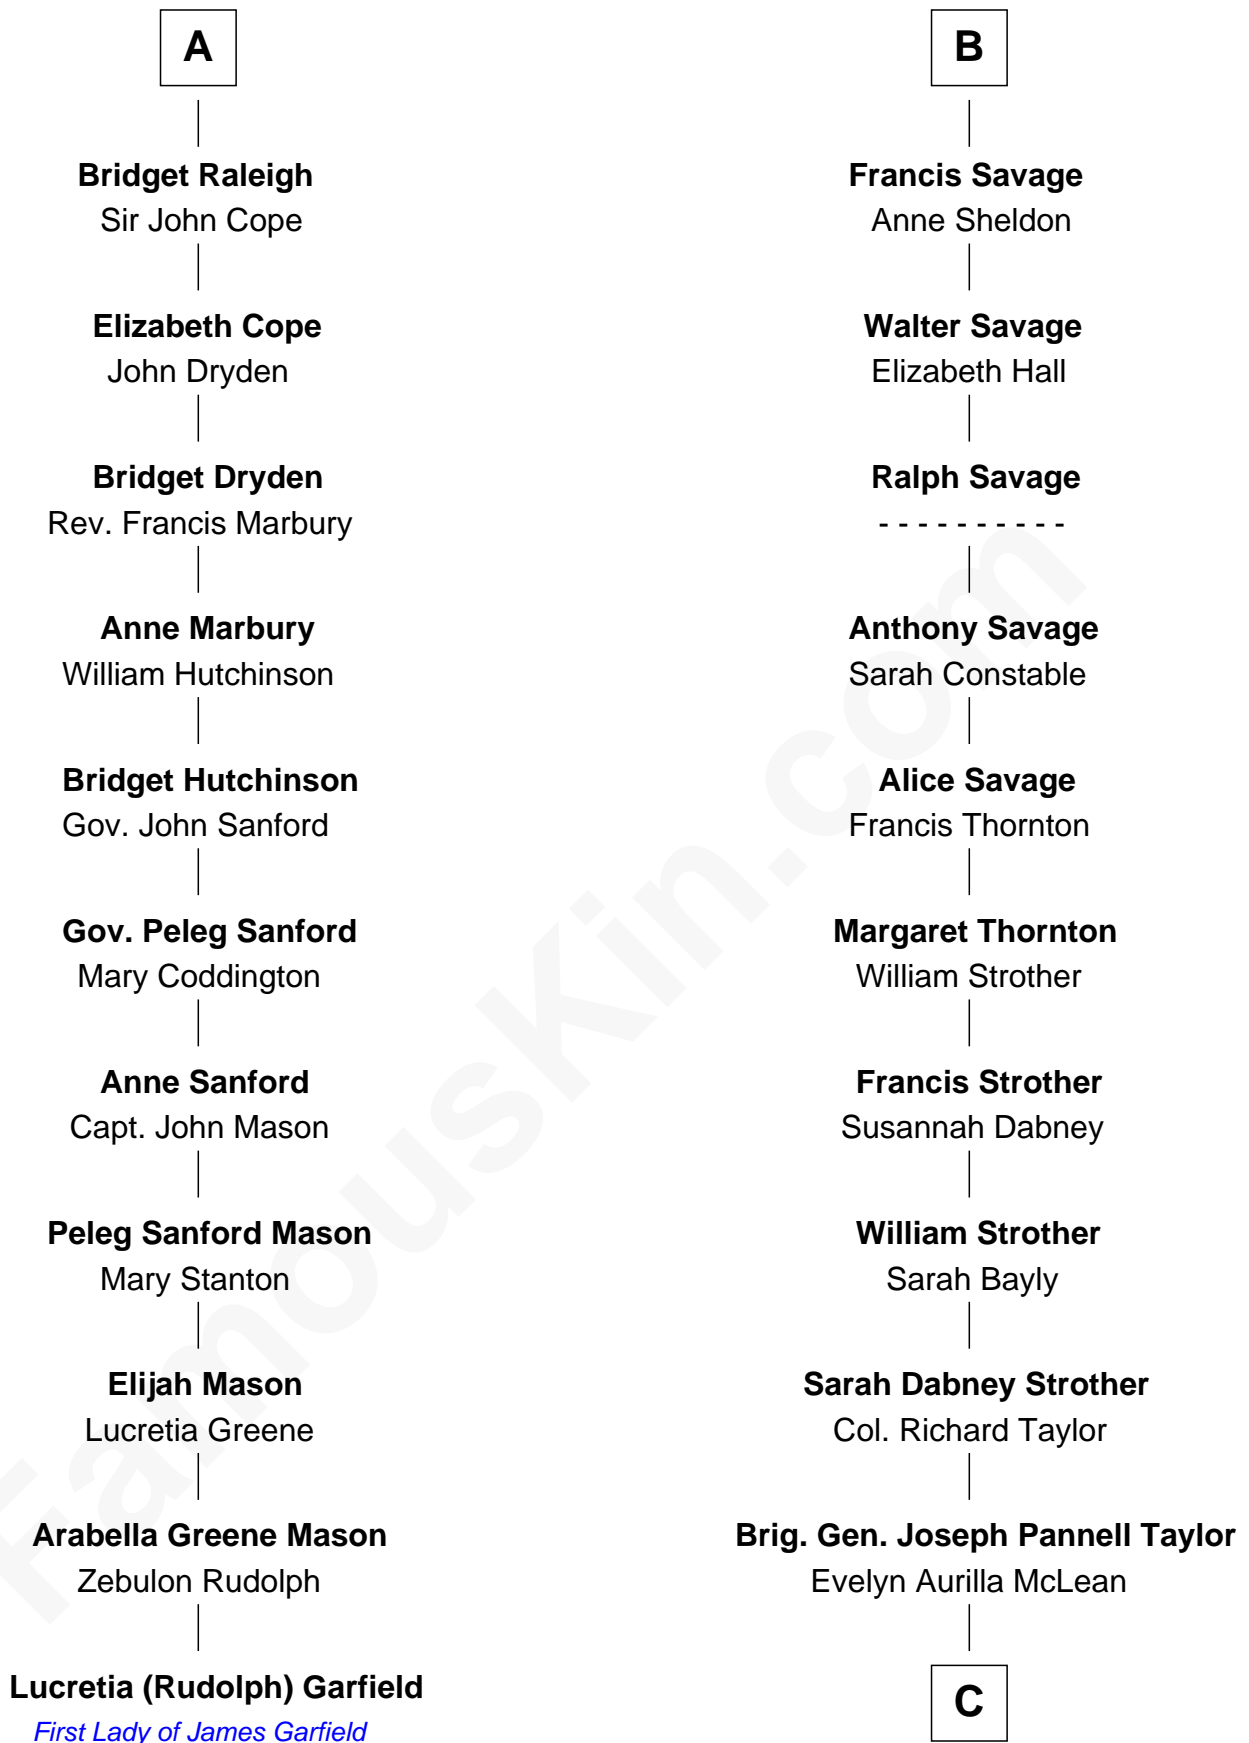 A
Bridget Raleigh
Sir John Cope
Elizabeth Cope
John Dryden
Bridget Dryden
Rev. Francis Marbury
Anne Marbury
William Hutchinson
Bridget Hutchinson
Gov. John Sanford
Gov. Peleg Sanford
Mary Coddington
Anne Sanford
Capt. John Mason
Peleg Sanford Mason
Mary Stanton
Elijah Mason
Lucretia Greene
Arabella Greene Mason
Zebulon Rudolph
Lucretia (Rudolph) Garfield
First Lady of James Garfield
B
Francis Savage
Anne Sheldon
Walter Savage
Elizabeth Hall
Ralph Savage
- - - - - - - - - -
Anthony Savage
Sarah Constable
Alice Savage
Francis Thornton
Margaret Thornton
William Strother
Francis Strother
Susannah Dabney
William Strother
Sarah Bayly
Sarah Dabney Strother
Col. Richard Taylor
Brig. Gen. Joseph Pannell Taylor
Evelyn Aurilla McLean
C
FamousKin.com